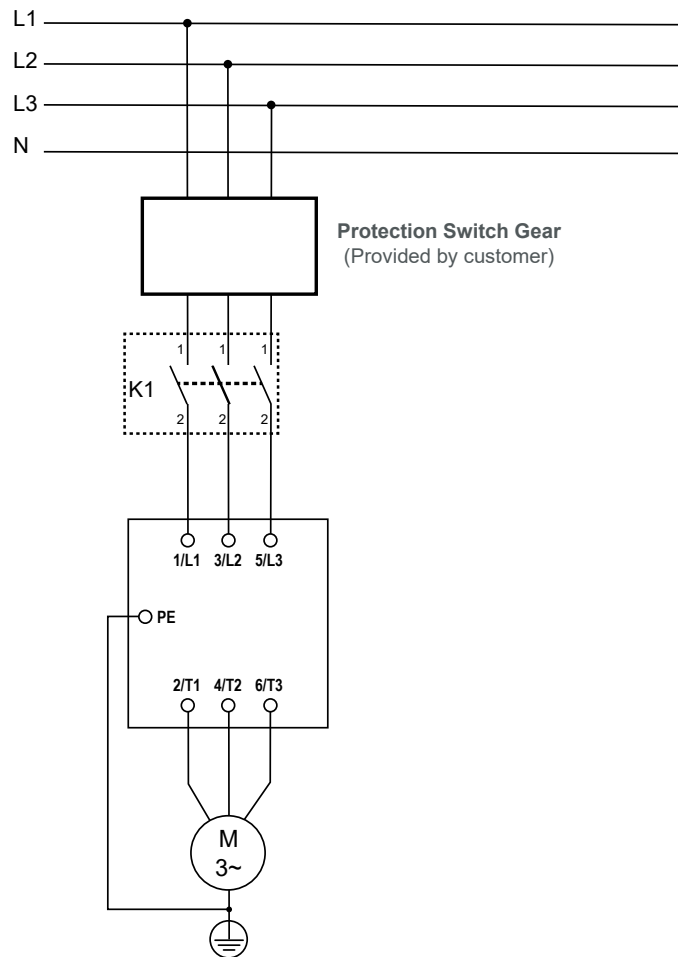 L1
L2
L3
N
Protection Switch Gear
(Provided by customer)
1 1 1
K1
2 2 2
1/L1 3/L2 5/L3
PE
2/T1 4/T2 6/T3
M
3~